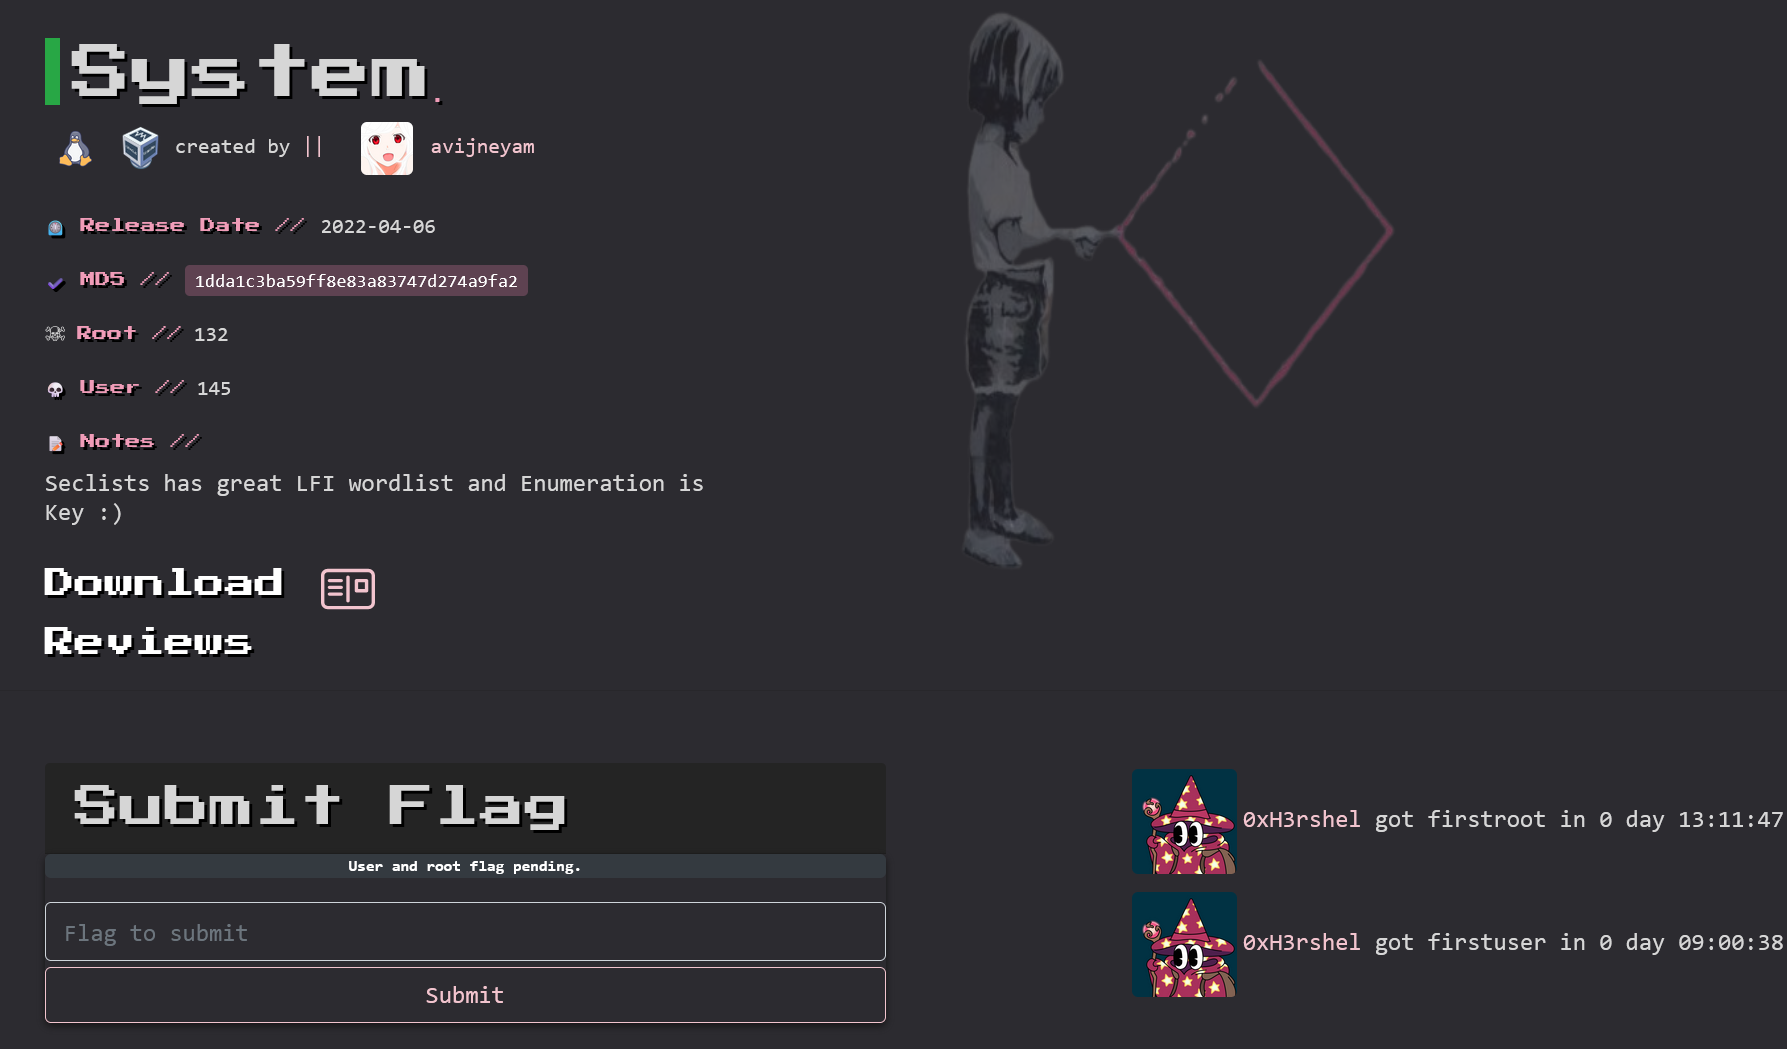 System.
created by || avijneyam
Release Date // 2022-04-06
MD5 // 1dda1c3ba59ff8e83a83747d274a9fa2
Root // 132
User // 145
Notes //
Seclists has great LFI wordlist and Enumeration is
Key :)
Download
Reviews
Submit Flag
User and root flag pending.
Flag to submit
Submit
0xH3rshel got firstroot in 0 day 13:11:47
0xH3rshel got firstuser in 0 day 09:00:38